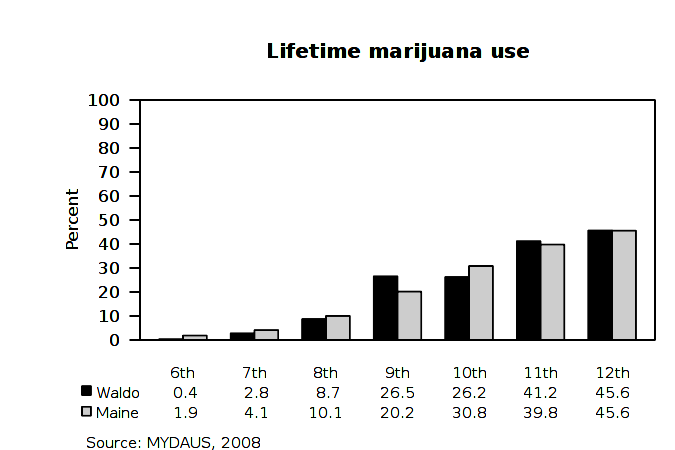 Lifetime marijuana use
100
90
80
70
60
50
40
30
20
10
0
Percent
6th 7th 8th 9th 10th 11th 12th
Waldo 0.4 2.8 8.7 26.5 26.2 41.2 45.6
Maine 1.9 4.1 10.1 20.2 30.8 39.8 45.6
Source: MYDAUS, 2008